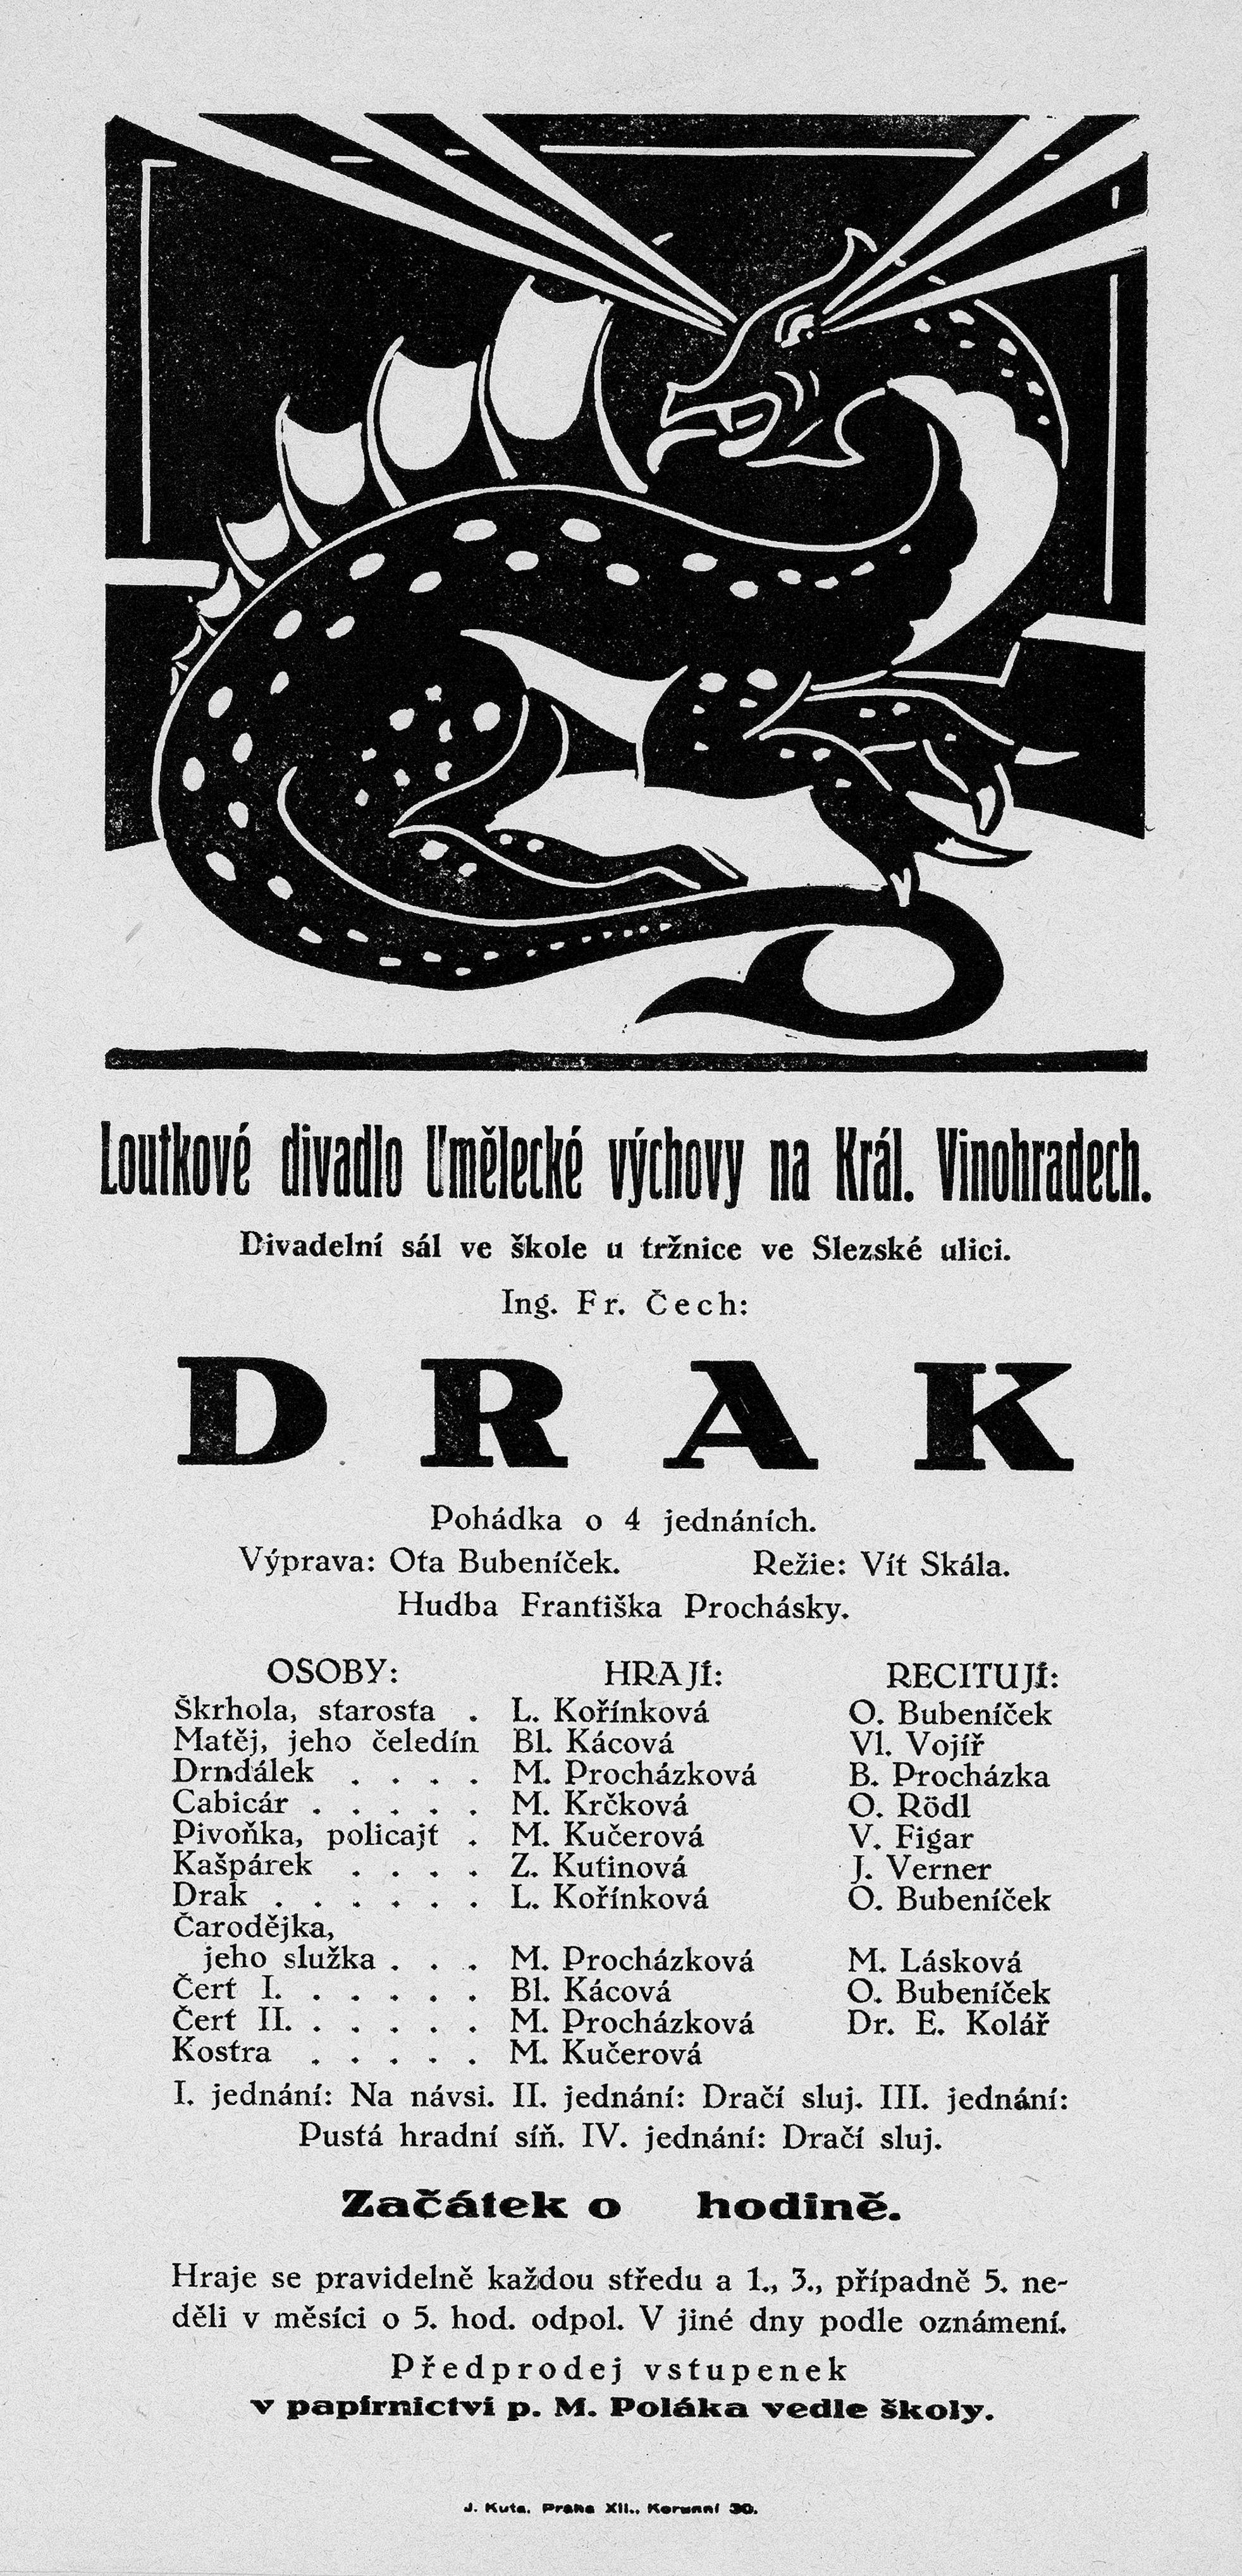 Loutkové divadlo Umělecké výchovy na Král. Vinohradech.
Divadelní sál ve škole u tržnice ve Slezské ulici.
Ing. Fr. Čech:
DRAK
Pohádka o 4 jednáních.
Výprava: Ota Bubeníček. Režie: Vít Skála.
Hudba Františka Prochásky.
OSOBY: HRAJÍ: RECITUJÍ:
Škrhola, starosta . L. Kořínková O. Bubeníček
Matěj, jeho čeledín Bl. Kácová Vl. Vojíř
Drndálek . . . . M. Procházková B. Procházka
Cabicár . . . . . M. Krčková O. Rödl
Pivoňka, policajt . M. Kučerová V. Figar
Kašpárek . . . . Z. Kutinová J. Verner
Drak . . . . . . L. Kořínková O. Bubeníček
Čarodějka,
jeho služka . . . M. Procházková M. Lásková
Čert I. . . . . . Bl. Kácová O. Bubeníček
Čert II. . . . . . M. Procházková Dr. E. Kolář
Kostra . . . . . M. Kučerová
I. jednání: Na návsi. II. jednání: Dračí sluj. III. jednání:
Pustá hradní síň. IV. jednání: Dračí sluj.
Začátek o hodině.
Hraje se pravidelně každou středu a 1., 3., případně 5. ne-
děli v měsíci o 5. hod. odpol. V jiné dny podle oznámení.
Předprodej vstupenek
v papírnictví p. M. Poláka vedle školy.
J. Kuta. Praha XII., Korunní 30.